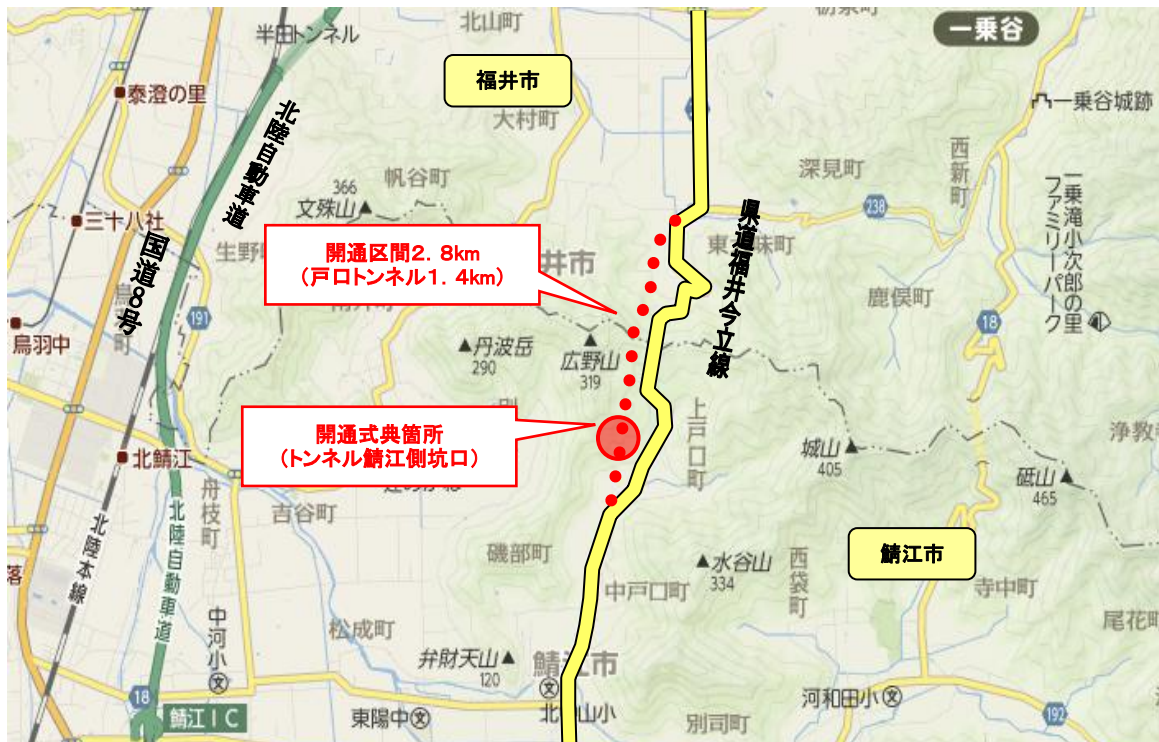 半田トンネル
北山町
一乗谷
泰澄の里
福井市
大村町
一乗谷城跡
北陸自動車道
深見町
西新町
帆谷町
366
文殊山
238
一乗滝小次郎の里
ファミリーパーク
三十八社
国道8号
県道福井今立線
開通区間2.8km
(戸口トンネル1.4km)
井市
鹿俣町
191
18
鳥羽中
丹波岳
290
広野山
319
開通式典箇所
(トンネル鯖江側坑口)
上戸口町
城山
405
浄教
砥山
465
北鯖江
舟枝町
吉谷町
北陸本線
北陸自動車道
磯部町
鯖江市
水谷山
334
西袋町
中戸口町
寺中町
尾花町
落
中河小
松成町
弁財天山
120
鯖江市
18
鯖江IC
東陽中
河和田小
別司町
192